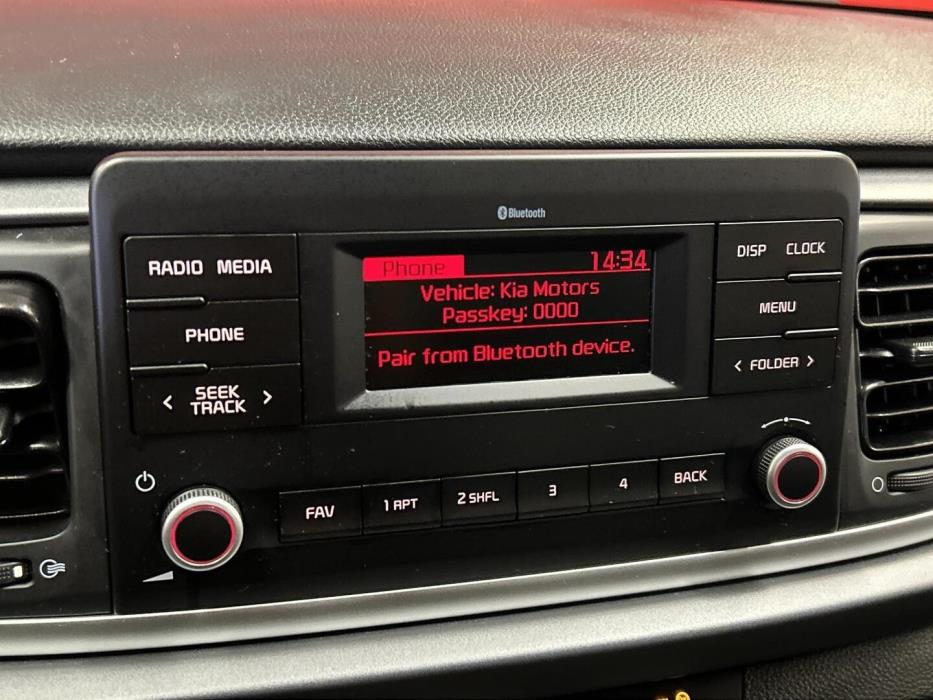 Bluetooth
RADIO MEDIA
PHONE
< SEEK TRACK >
Phone 14:34
Vehicle: Kia Motors
Passkey: 0000
Pair from Bluetooth device.
DISP CLOCK
MENU
< FOLDER >
FAV
1 RPT
2 SHFL
3
4
BACK